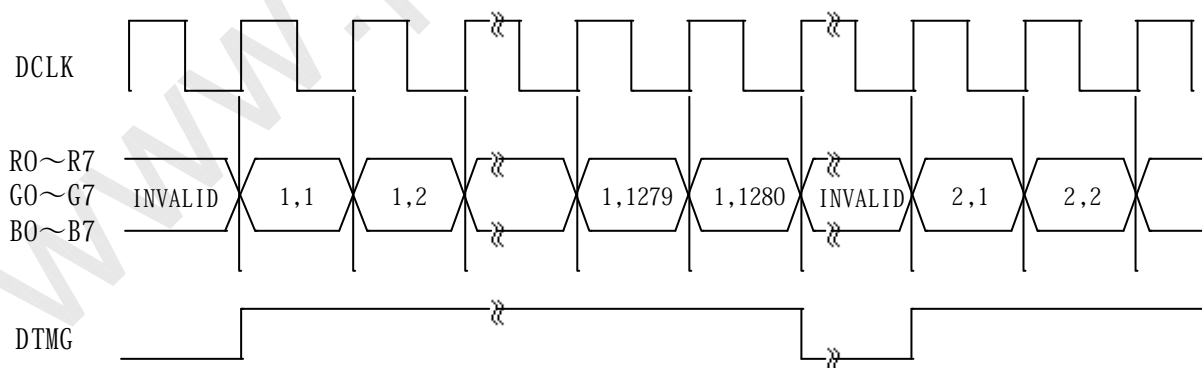 DCLK
R0～R7
G0～G7
B0～B7
INVALID 1,1 1,2 1,1279 1,1280 INVALID 2,1 2,2
DTMG